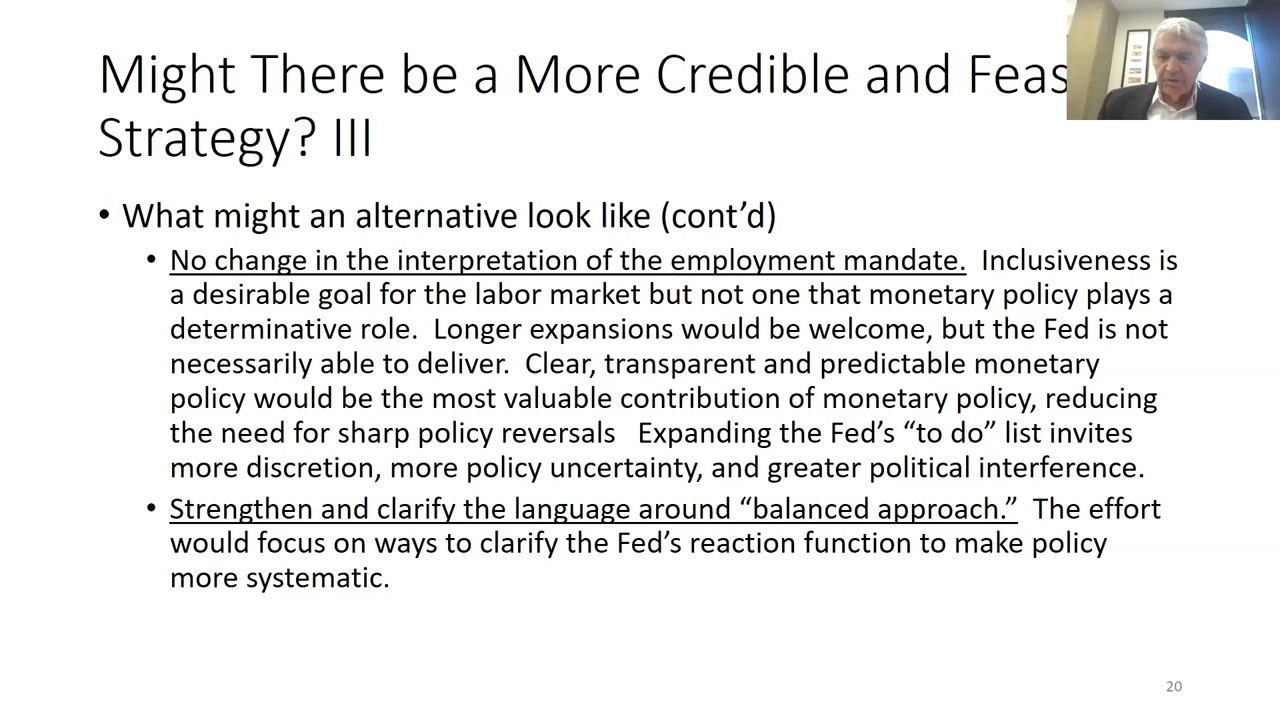 Might There be a More Credible and Feas
Strategy? III
• What might an alternative look like (cont’d)
• No change in the interpretation of the employment mandate.  Inclusiveness is
a desirable goal for the labor market but not one that monetary policy plays a
determinative role.  Longer expansions would be welcome, but the Fed is not
necessarily able to deliver.  Clear, transparent and predictable monetary
policy would be the most valuable contribution of monetary policy, reducing
the need for sharp policy reversals   Expanding the Fed’s “to do” list invites
more discretion, more policy uncertainty, and greater political interference.
• Strengthen and clarify the language around “balanced approach.”  The effort
would focus on ways to clarify the Fed’s reaction function to make policy
more systematic.
20